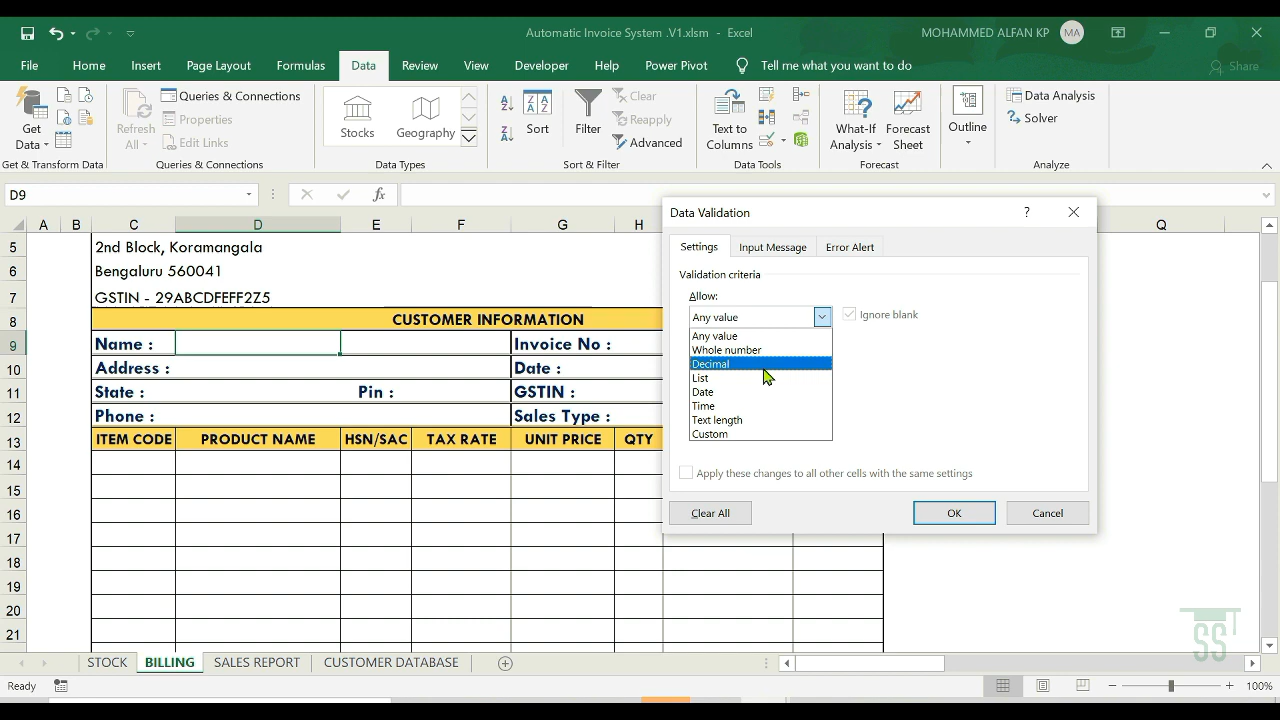 Automatic Invoice System .V1.xlsm - Excel
MOHAMMED ALFAN KP
MA
File Home Insert Page Layout Formulas Data Review View Developer Help Power Pivot Tell me what you want to do Share
Get Data
Refresh All
Queries & Connections
Properties
Edit Links
Stocks
Geography
Sort
Filter
Clear
Reapply
Advanced
Text to Columns
What-If Analysis
Forecast Sheet
Outline
Data Analysis
Solver
Get & Transform Data Queries & Connections Data Types Sort & Filter Data Tools Forecast Analyze
D9 fx
A B C D E F G H Q
5 2nd Block, Koramangala
6 Bengaluru 560041
7 GSTIN - 29ABCDFEFF2Z5
8 CUSTOMER INFORMATION
9 Name : Invoice No :
10 Address : Date :
11 State : Pin : GSTIN :
12 Phone : Sales Type :
13 ITEM CODE PRODUCT NAME HSN/SAC TAX RATE UNIT PRICE QTY
14
15
16
17
18
19
20
21
Data Validation ?
Settings Input Message Error Alert
Validation criteria
Allow:
Any value Ignore blank
Any value
Whole number
Decimal
List
Date
Time
Text length
Custom
Apply these changes to all other cells with the same settings
Clear All OK Cancel
STOCK BILLING SALES REPORT CUSTOMER DATABASE
SS
Ready 100%